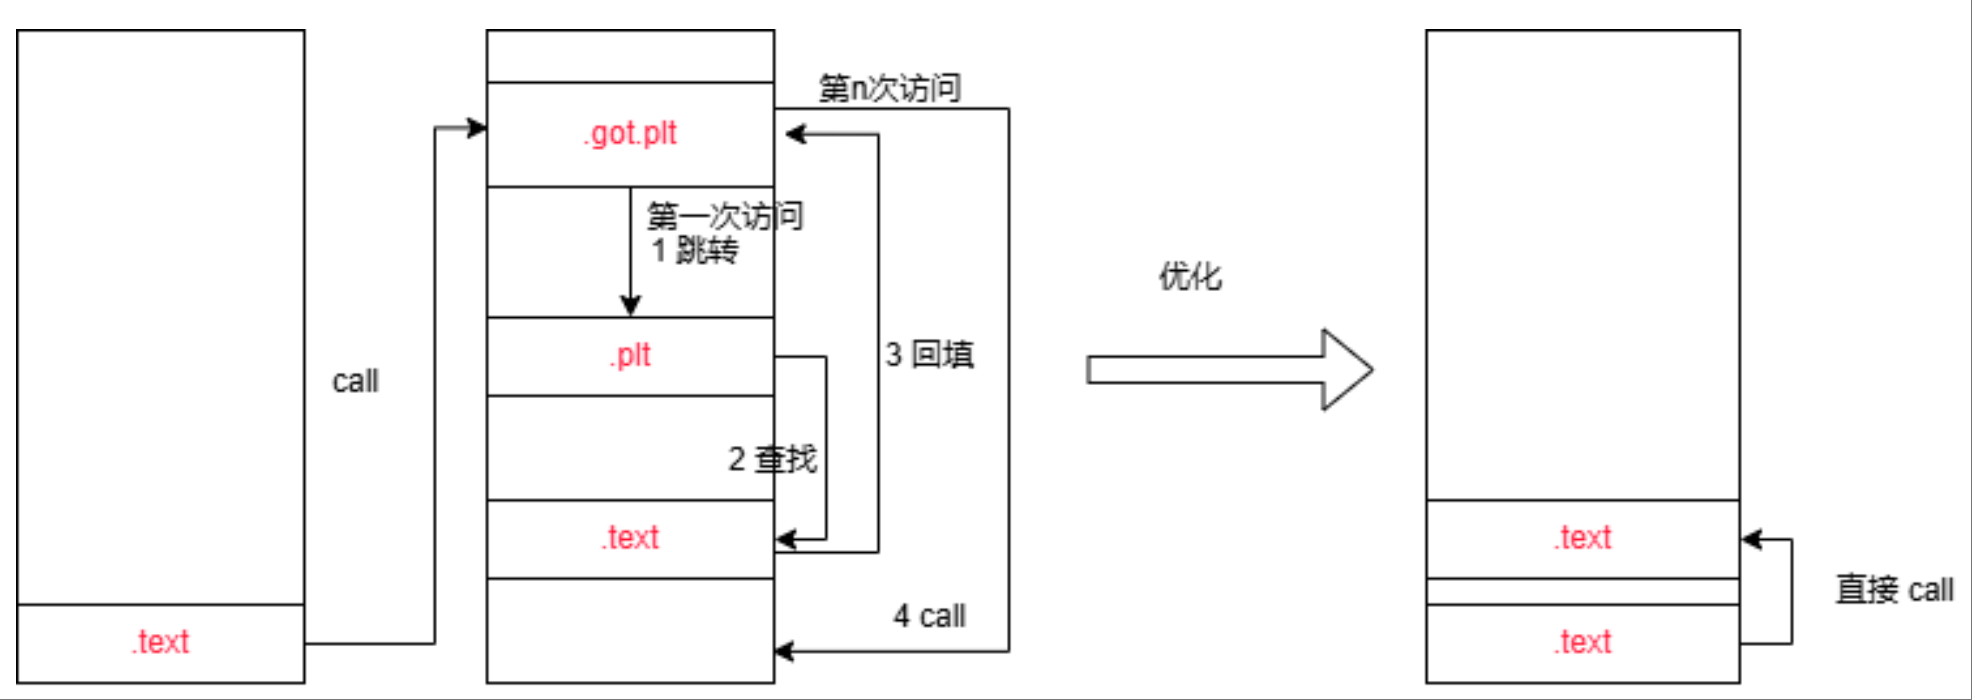 第n次访问
.got.plt
第一次访问
1 跳转
优化
.plt
3 回填
call
2 查找
.text
.text
直接 call
4 call
.text
.text